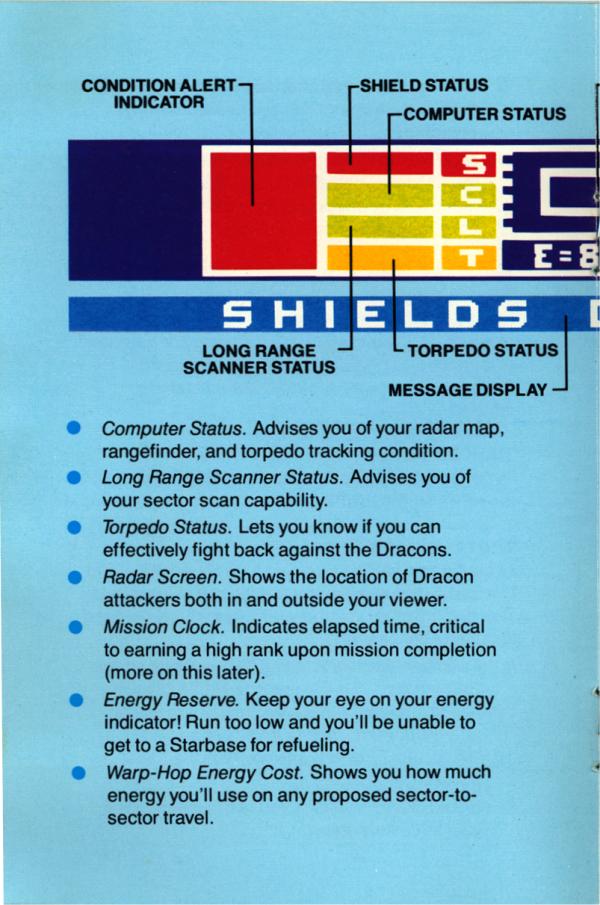 CONDITION ALERT
INDICATOR
SHIELD STATUS
COMPUTER STATUS
S
C
L
T
E=8
SHIELDS
LONG RANGE
SCANNER STATUS
TORPEDO STATUS
MESSAGE DISPLAY
Computer Status. Advises you of your radar map,
rangefinder, and torpedo tracking condition.
Long Range Scanner Status. Advises you of
your sector scan capability.
Torpedo Status. Lets you know if you can
effectively fight back against the Dracons.
Radar Screen. Shows the location of Dracon
attackers both in and outside your viewer.
Mission Clock. Indicates elapsed time, critical
to earning a high rank upon mission completion
(more on this later).
Energy Reserve. Keep your eye on your energy
indicator! Run too low and you'll be unable to
get to a Starbase for refueling.
Warp-Hop Energy Cost. Shows you how much
energy you'll use on any proposed sector-to-
sector travel.